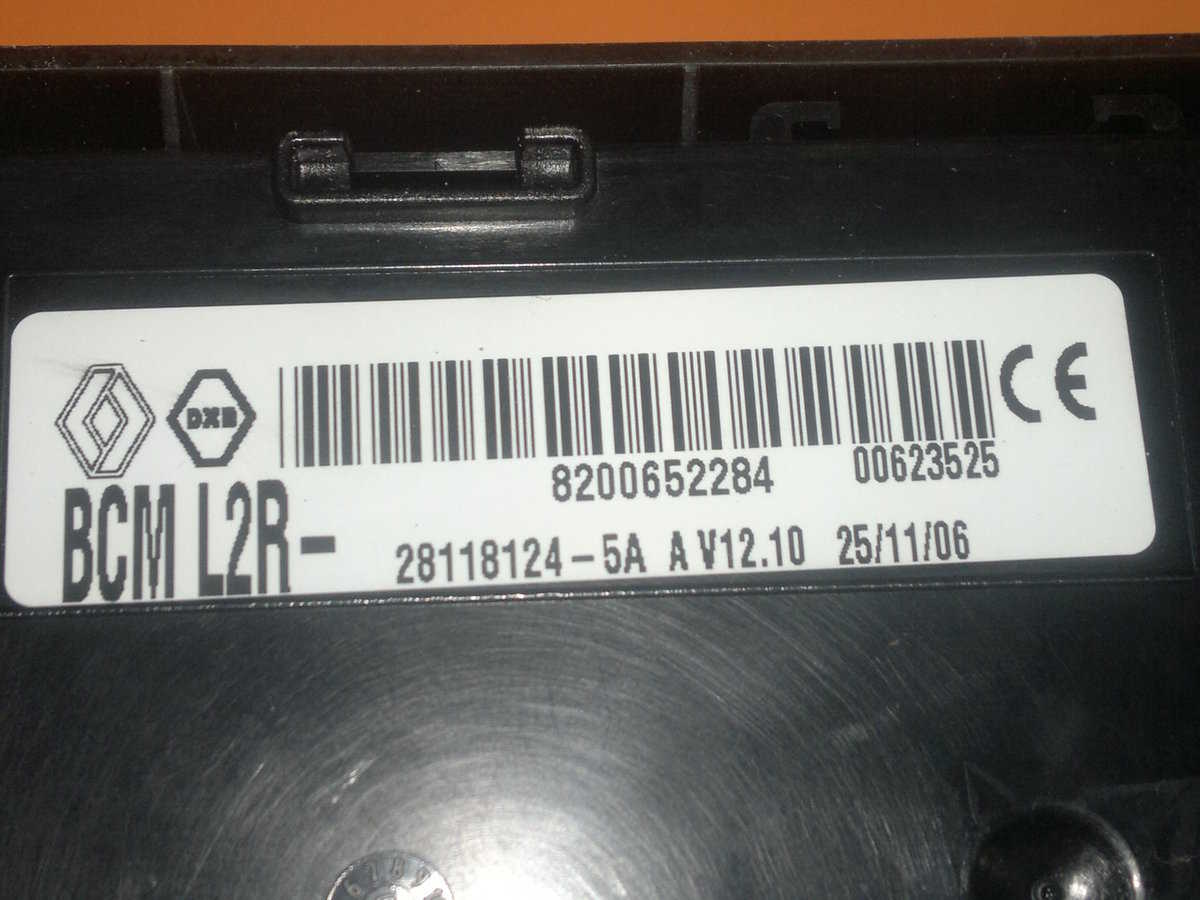 DXB
8200652284 00623525 CE
BCM L2R- 28118124-5A A V12.10 25/11/06